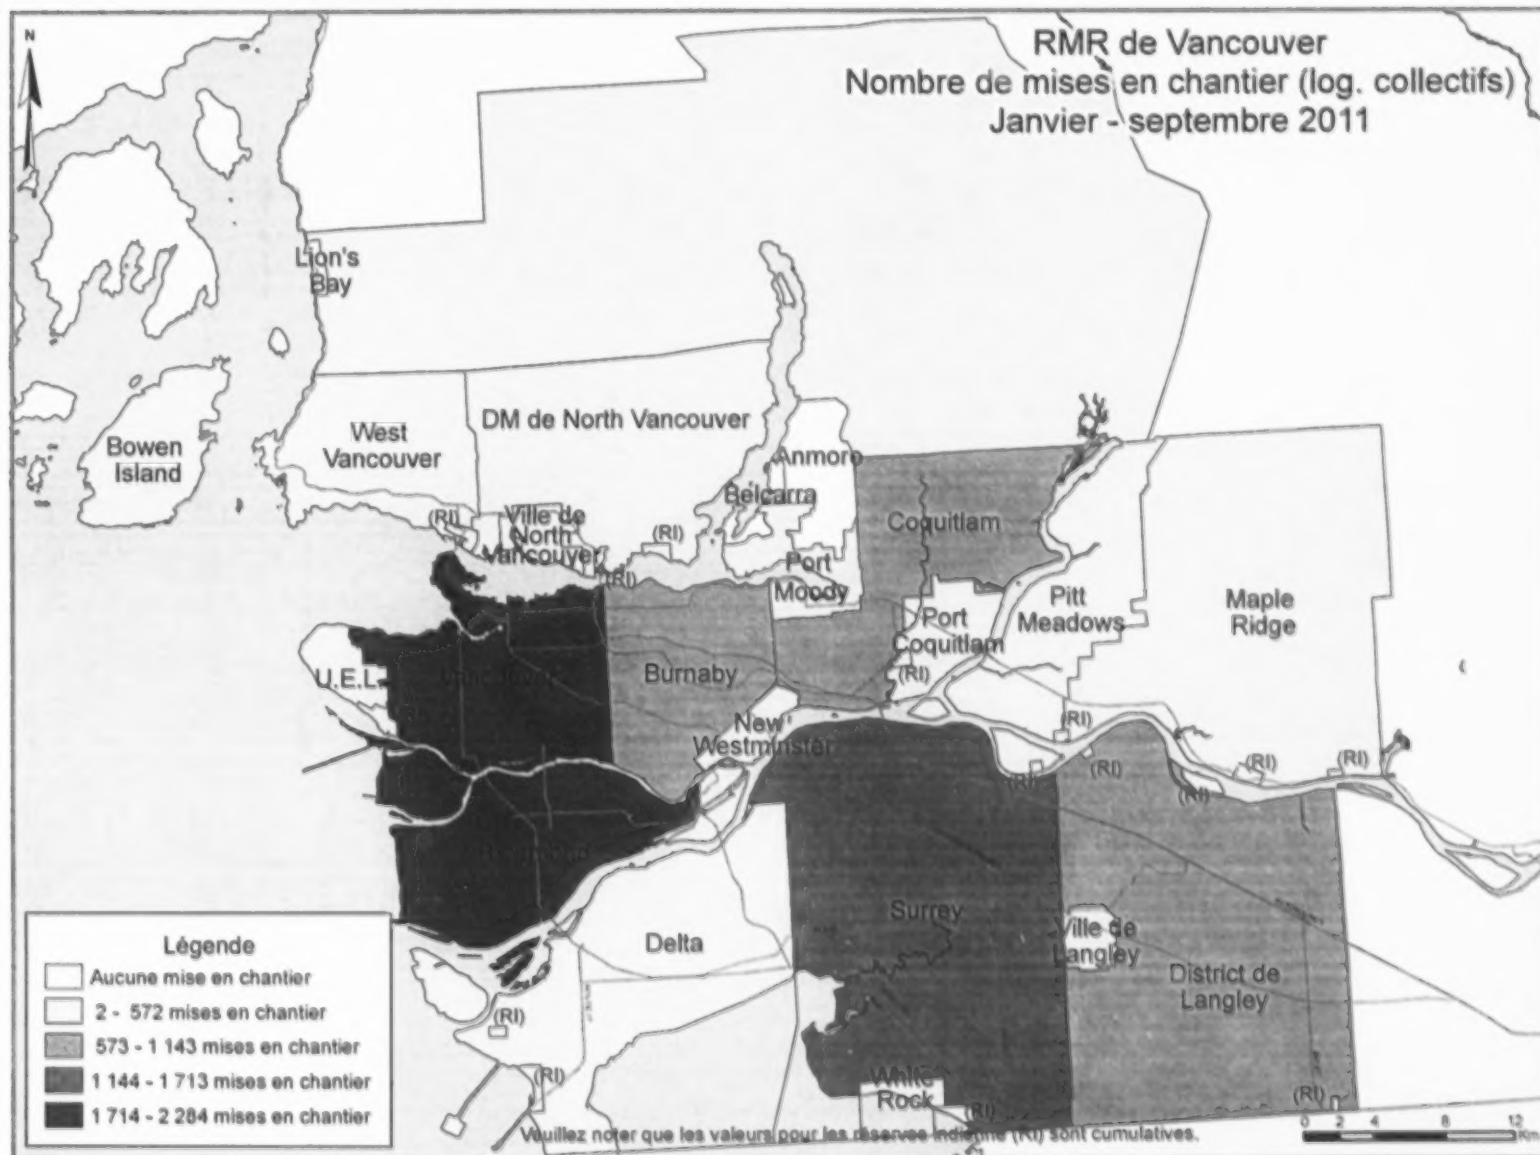 N
RMR de Vancouver
Nombre de mises en chantier (log. collectifs)
Janvier - septembre 2011
Lion's
Bay
DM de North Vancouver
West
Vancouver
Bowen
Island
Anmore
Belcarra
Coquitlam
(RI)
Ville de
North
Vancouver
(RI)
(RI)
Port
Moody
Pitt
Meadows
Maple
Ridge
Port
Coquitlam
(RI)
U.E.L.
Vancouver
Burnaby
New
Westminster
(RI)
(RI)
(RI)
(RI)
(RI)
(RI)
Richmond
Surrey
Delta
Ville de
Langley
District de
Langley
(RI)
(RI)
White
Rock
(RI)
(RI)
Légende
Aucune mise en chantier
2 - 572 mises en chantier
573 - 1 143 mises en chantier
1 144 - 1 713 mises en chantier
1 714 - 2 284 mises en chantier
Veuillez noter que les valeurs pour les réserves indienne (RI) sont cumulatives.
0 2 4 8 12
Km